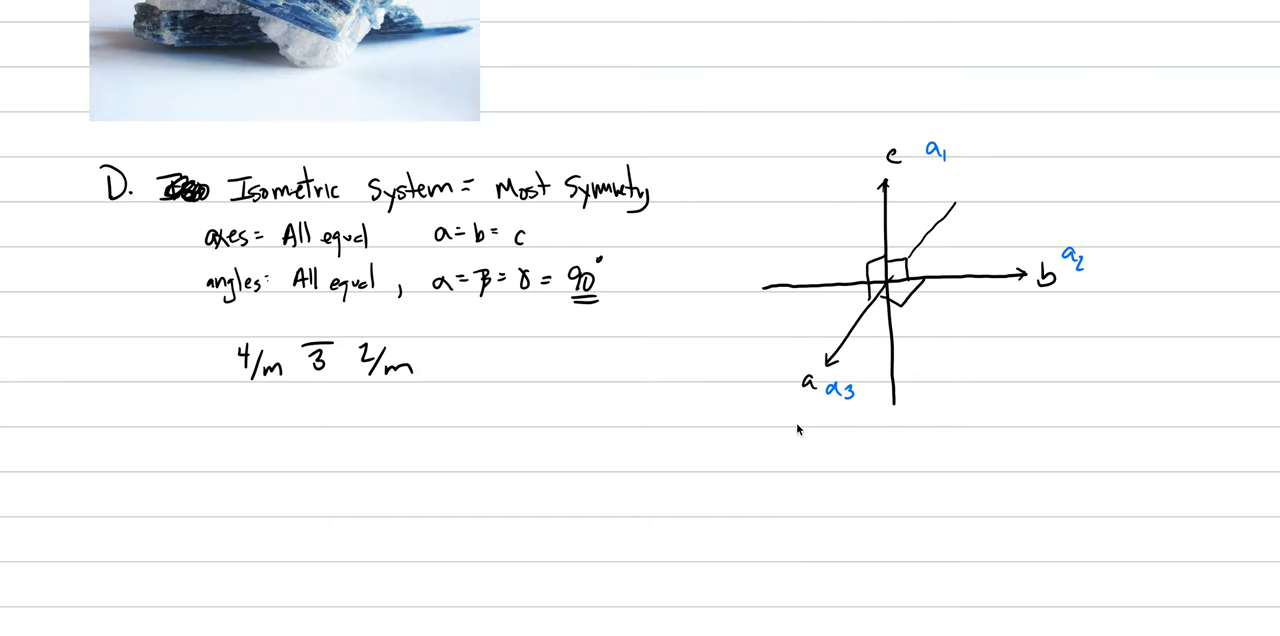 D. Isometric System = Most Symmetry
axes = All equal a = b = c
angles: All equal, α = β = γ = 90°
4/m 3̅ 2/m
c a1
b a2
a a3